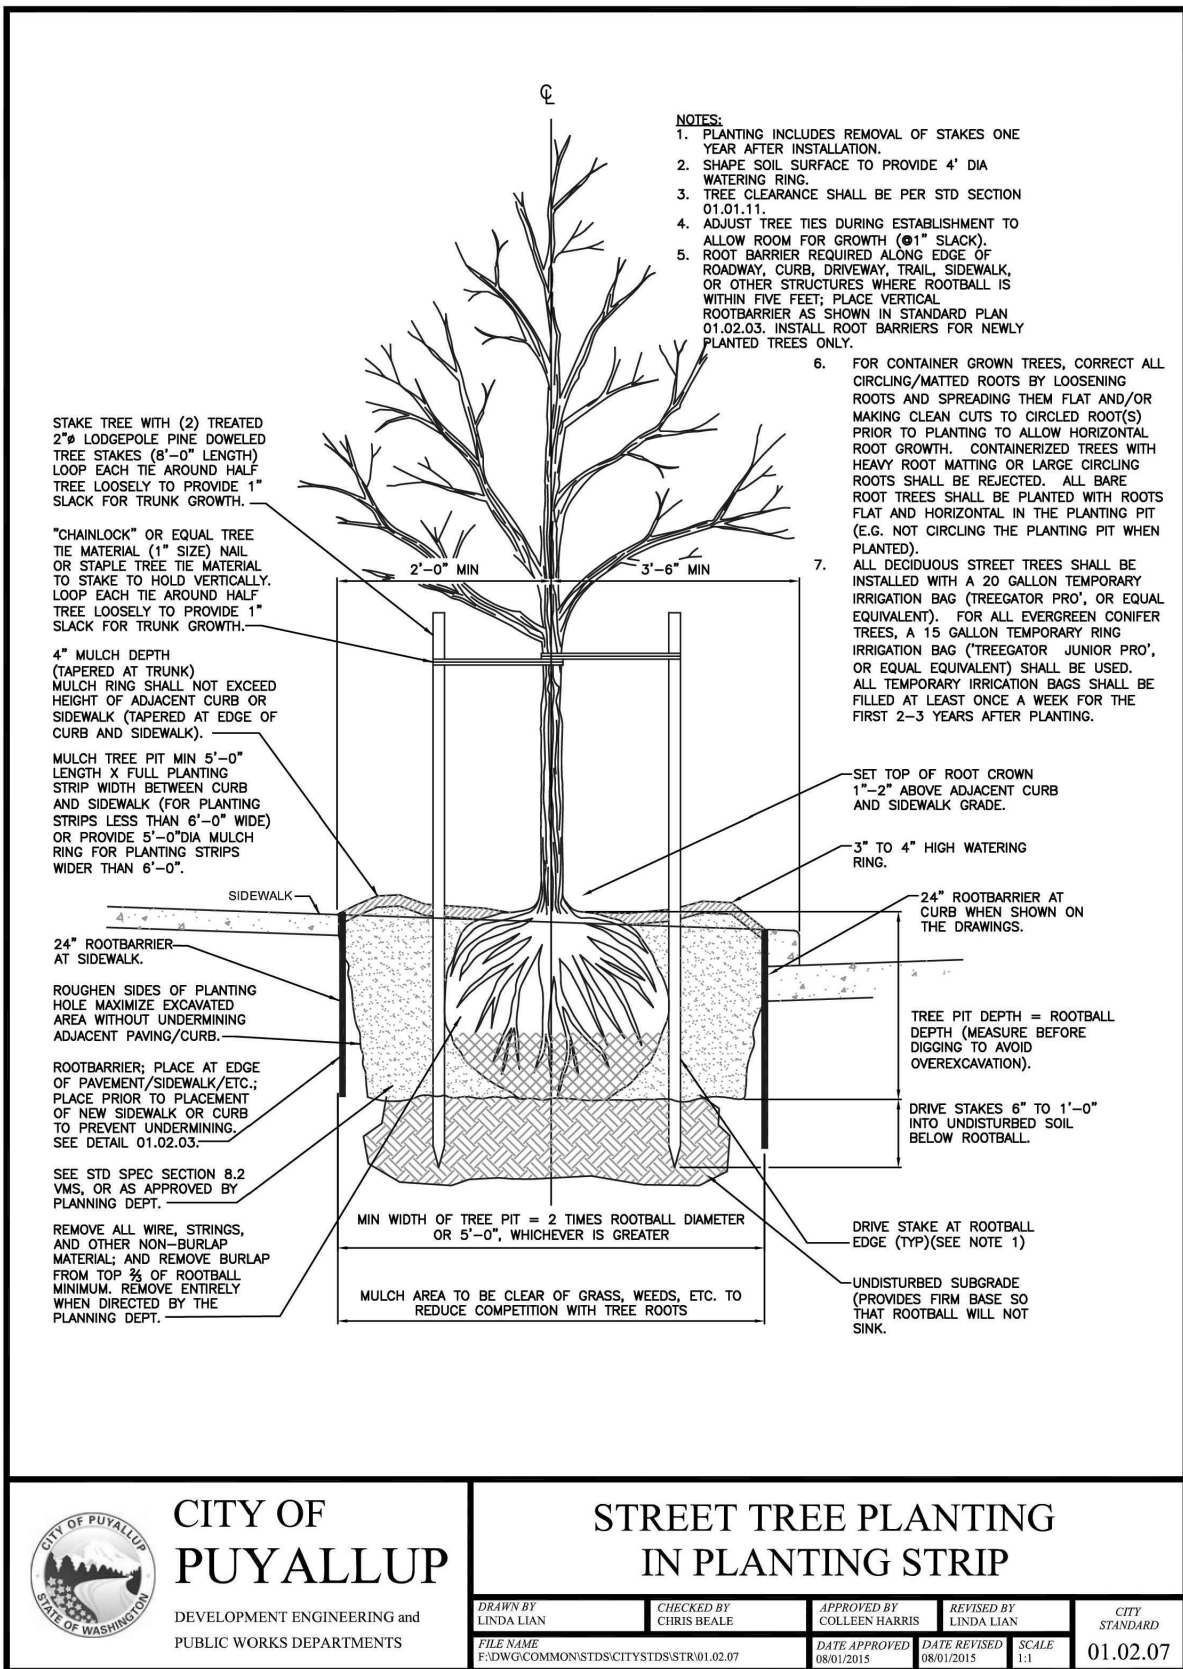 ℄
NOTES:
1. PLANTING INCLUDES REMOVAL OF STAKES ONE
YEAR AFTER INSTALLATION.
2. SHAPE SOIL SURFACE TO PROVIDE 4' DIA
WATERING RING.
3. TREE CLEARANCE SHALL BE PER STD SECTION
01.01.11.
4. ADJUST TREE TIES DURING ESTABLISHMENT TO
ALLOW ROOM FOR GROWTH (@1" SLACK).
5. ROOT BARRIER REQUIRED ALONG EDGE OF
ROADWAY, CURB, DRIVEWAY, TRAIL, SIDEWALK,
OR OTHER STRUCTURES WHERE ROOTBALL IS
WITHIN FIVE FEET; PLACE VERTICAL
ROOTBARRIER AS SHOWN IN STANDARD PLAN
01.02.03. INSTALL ROOT BARRIERS FOR NEWLY
PLANTED TREES ONLY.
6. FOR CONTAINER GROWN TREES, CORRECT ALL
CIRCLING/MATTED ROOTS BY LOOSENING
ROOTS AND SPREADING THEM FLAT AND/OR
MAKING CLEAN CUTS TO CIRCLED ROOT(S)
PRIOR TO PLANTING TO ALLOW HORIZONTAL
ROOT GROWTH. CONTAINERIZED TREES WITH
HEAVY ROOT MATTING OR LARGE CIRCLING
ROOTS SHALL BE REJECTED. ALL BARE
ROOT TREES SHALL BE PLANTED WITH ROOTS
FLAT AND HORIZONTAL IN THE PLANTING PIT
(E.G. NOT CIRCLING THE PLANTING PIT WHEN
PLANTED).
7. ALL DECIDUOUS STREET TREES SHALL BE
INSTALLED WITH A 20 GALLON TEMPORARY
IRRIGATION BAG (TREEGATOR PRO', OR EQUAL
EQUIVALENT). FOR ALL EVERGREEN CONIFER
TREES, A 15 GALLON TEMPORARY RING
IRRIGATION BAG ('TREEGATOR JUNIOR PRO',
OR EQUAL EQUIVALENT) SHALL BE USED.
ALL TEMPORARY IRRICATION BAGS SHALL BE
FILLED AT LEAST ONCE A WEEK FOR THE
FIRST 2-3 YEARS AFTER PLANTING.
STAKE TREE WITH (2) TREATED
2"ø LODGEPOLE PINE DOWELED
TREE STAKES (8'-0" LENGTH)
LOOP EACH TIE AROUND HALF
TREE LOOSELY TO PROVIDE 1"
SLACK FOR TRUNK GROWTH.
"CHAINLOCK" OR EQUAL TREE
TIE MATERIAL (1" SIZE) NAIL
OR STAPLE TREE TIE MATERIAL
TO STAKE TO HOLD VERTICALLY.
LOOP EACH TIE AROUND HALF
TREE LOOSELY TO PROVIDE 1"
SLACK FOR TRUNK GROWTH.
2'-0" MIN
3'-6" MIN
4" MULCH DEPTH
(TAPERED AT TRUNK)
MULCH RING SHALL NOT EXCEED
HEIGHT OF ADJACENT CURB OR
SIDEWALK (TAPERED AT EDGE OF
CURB AND SIDEWALK).
MULCH TREE PIT MIN 5'-0"
LENGTH X FULL PLANTING
STRIP WIDTH BETWEEN CURB
AND SIDEWALK (FOR PLANTING
STRIPS LESS THAN 6'-0" WIDE)
OR PROVIDE 5'-0"DIA MULCH
RING FOR PLANTING STRIPS
WIDER THAN 6'-0".
SIDEWALK
24" ROOTBARRIER
AT SIDEWALK.
ROUGHEN SIDES OF PLANTING
HOLE MAXIMIZE EXCAVATED
AREA WITHOUT UNDERMINING
ADJACENT PAVING/CURB.
ROOTBARRIER; PLACE AT EDGE
OF PAVEMENT/SIDEWALK/ETC.;
PLACE PRIOR TO PLACEMENT
OF NEW SIDEWALK OR CURB
TO PREVENT UNDERMINING.
SEE DETAIL 01.02.03.
SEE STD SPEC SECTION 8.2
VMS, OR AS APPROVED BY
PLANNING DEPT.
REMOVE ALL WIRE, STRINGS,
AND OTHER NON-BURLAP
MATERIAL; AND REMOVE BURLAP
FROM TOP ⅔ OF ROOTBALL
MINIMUM. REMOVE ENTIRELY
WHEN DIRECTED BY THE
PLANNING DEPT.
SET TOP OF ROOT CROWN
1"-2" ABOVE ADJACENT CURB
AND SIDEWALK GRADE.
3" TO 4" HIGH WATERING
RING.
24" ROOTBARRIER AT
CURB WHEN SHOWN ON
THE DRAWINGS.
TREE PIT DEPTH = ROOTBALL
DEPTH (MEASURE BEFORE
DIGGING TO AVOID
OVEREXCAVATION).
DRIVE STAKES 6" TO 1'-0"
INTO UNDISTURBED SOIL
BELOW ROOTBALL.
DRIVE STAKE AT ROOTBALL
EDGE (TYP)(SEE NOTE 1)
UNDISTURBED SUBGRADE
(PROVIDES FIRM BASE SO
THAT ROOTBALL WILL NOT
SINK.
MIN WIDTH OF TREE PIT = 2 TIMES ROOTBALL DIAMETER
OR 5'-0", WHICHEVER IS GREATER
MULCH AREA TO BE CLEAR OF GRASS, WEEDS, ETC. TO
REDUCE COMPETITION WITH TREE ROOTS
CITY OF PUYALLUP
STATE OF WASHINGTON
CITY OF
PUYALLUP
DEVELOPMENT ENGINEERING and
PUBLIC WORKS DEPARTMENTS
STREET TREE PLANTING
IN PLANTING STRIP
DRAWN BY
LINDA LIAN
CHECKED BY
CHRIS BEALE
APPROVED BY
COLLEEN HARRIS
REVISED BY
LINDA LIAN
FILE NAME
F:\DWG\COMMON\STDS\CITYSTDS\STR\01.02.07
DATE APPROVED
08/01/2015
DATE REVISED
08/01/2015
SCALE
1:1
CITY
STANDARD
01.02.07